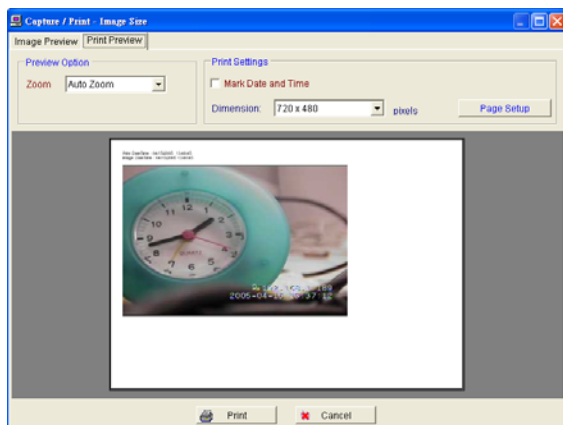 Capture / Print - Image Size
Image Preview Print Preview
Preview Option
Zoom Auto Zoom
Print Settings
Mark Date and Time
Dimension: 720 x 480 pixels
Page Setup
12
1
2
3
4
5
6
7
8
9
10
11
QUARTZ
Print Cancel